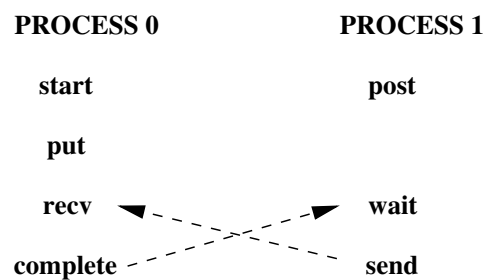 PROCESS 0 PROCESS 1
start post
put
recv wait
complete send